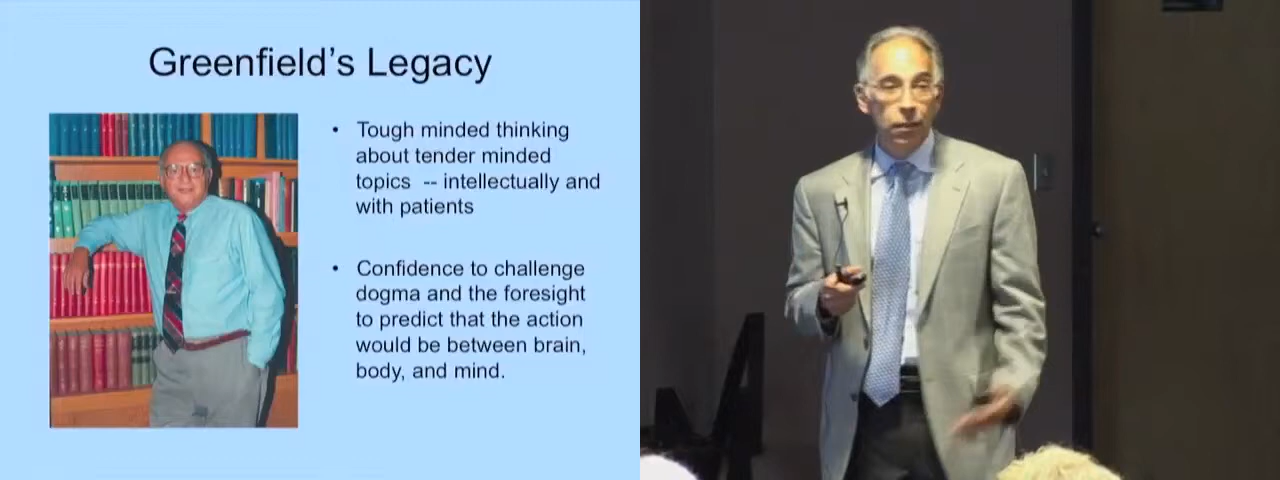 Greenfield's Legacy
• Tough minded thinking
about tender minded
topics -- intellectually and
with patients
• Confidence to challenge
dogma and the foresight
to predict that the action
would be between brain,
body, and mind.